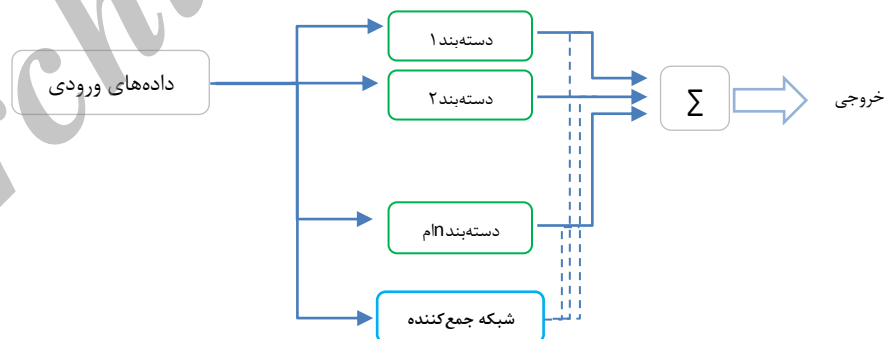 دسته‌بند۱
داده‌های ورودی
دسته‌بند۲
∑
خروجی
دسته‌بندnام
شبکه جمع‌کننده